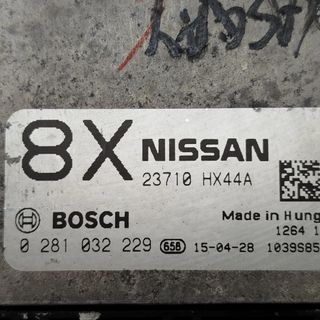 8X NISSAN
23710 HX44A
BOSCH
Made in Hung
0 281 032 229 658 15-04-28 1039S85
1264 1